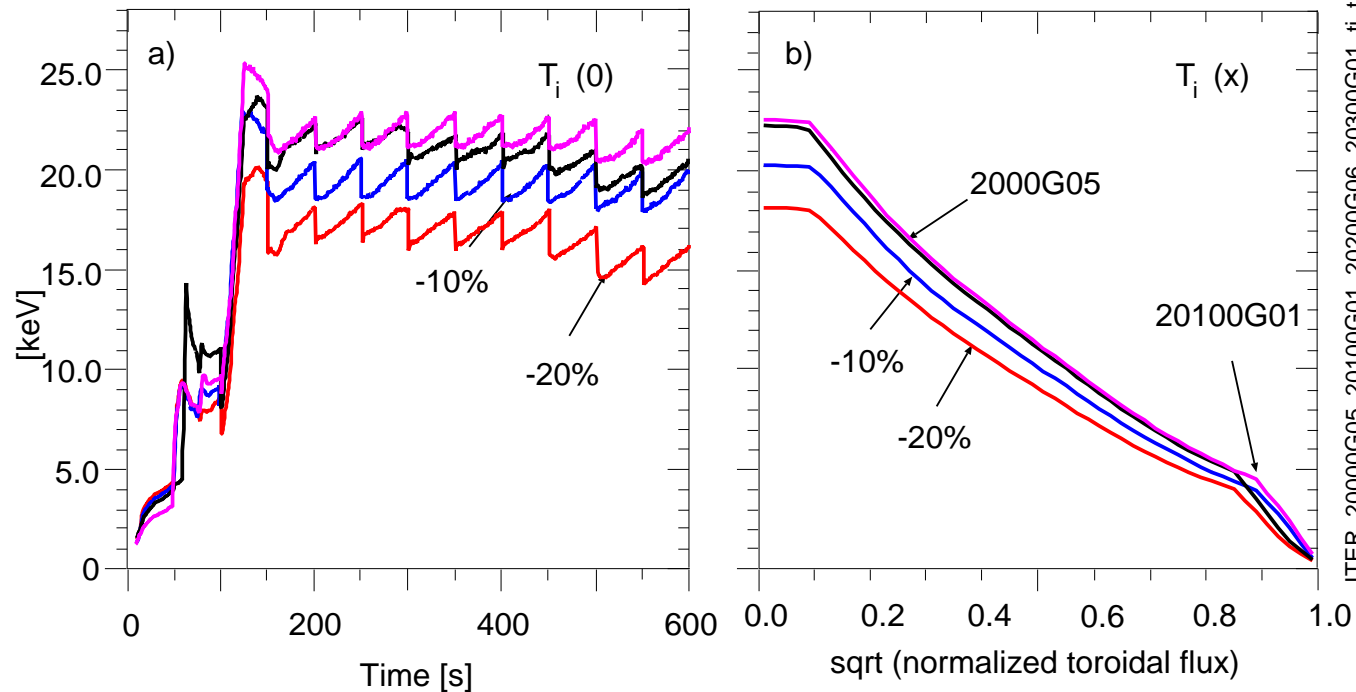 a)
T_i (0)
25.0
20.0
15.0
[keV]
10.0
5.0
0
-10%
-20%
0
200
400
600
Time [s]
b)
T_i (x)
2000G05
20100G01
-10%
-20%
0.0
0.2
0.4
0.6
0.8
1.0
sqrt (normalized toroidal flux)
ITER_20000G05_20100G01_20200G06_20300G01_ti_t